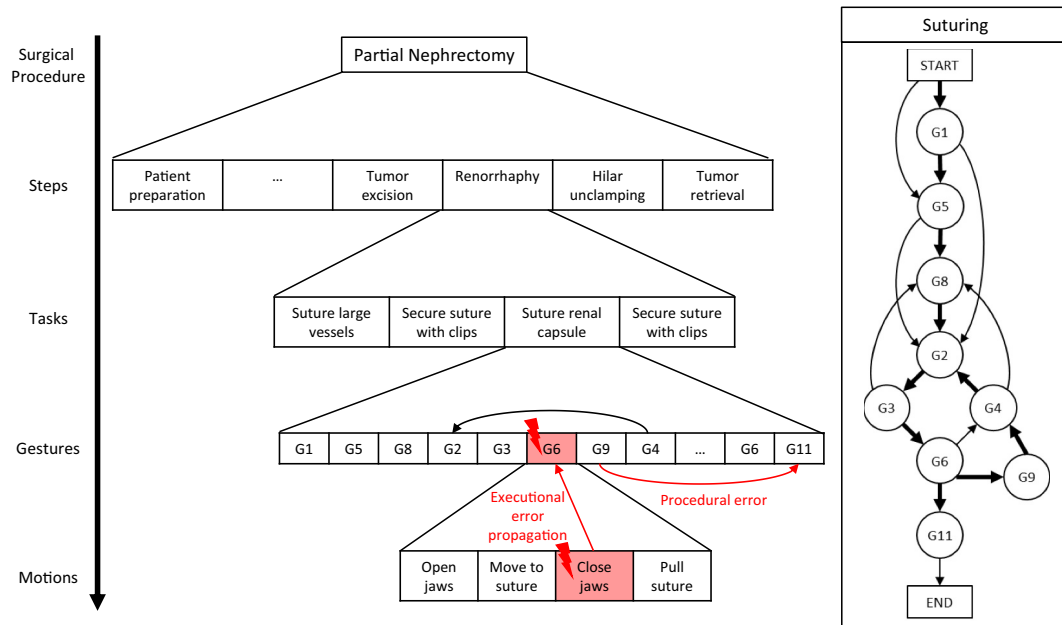 Surgical
Procedure
Partial Nephrectomy
Steps
Patient
preparation
...
Tumor
excision
Renorrhaphy
Hilar
unclamping
Tumor
retrieval
Tasks
Suture large
vessels
Secure suture
with clips
Suture renal
capsule
Secure suture
with clips
Gestures
G1
G5
G8
G2
G3
G6
G9
G4
...
G6
G11
Executional
error
propagation
Procedural error
Motions
Open
jaws
Move to
suture
Close
jaws
Pull
suture
Suturing
START
G1
G5
G8
G2
G3
G4
G6
G9
G11
END